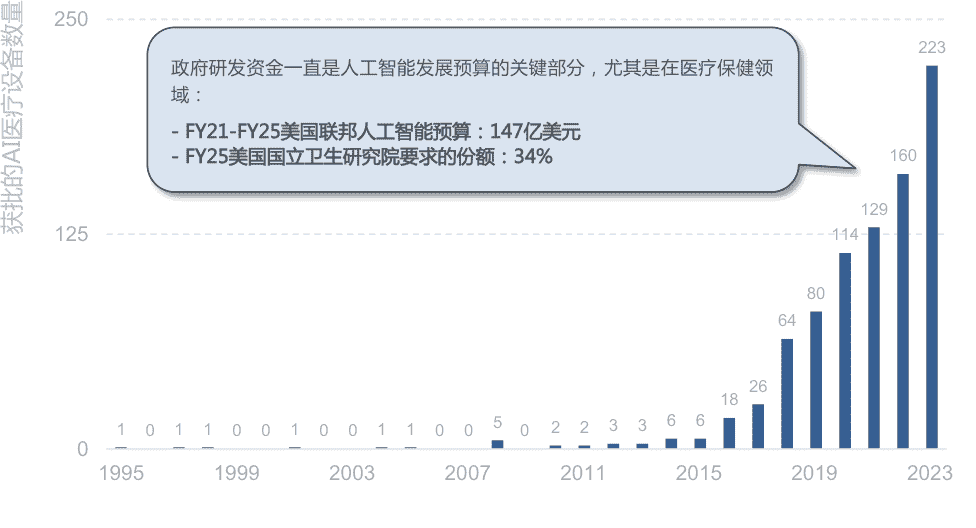 获批的AI医疗设备数量
250
125
0
政府研发资金一直是人工智能发展预算的关键部分，尤其是在医疗保健领
域：
- FY21-FY25美国联邦人工智能预算：147亿美元
- FY25美国国立卫生研究院要求的份额：34%
1 0 1 1 0 0 1 0 0 1 1 0 0 5 0 2 2 3 3 6 6 18 26 64 80 114 129 160 223
1995 1999 2003 2007 2011 2015 2019 2023